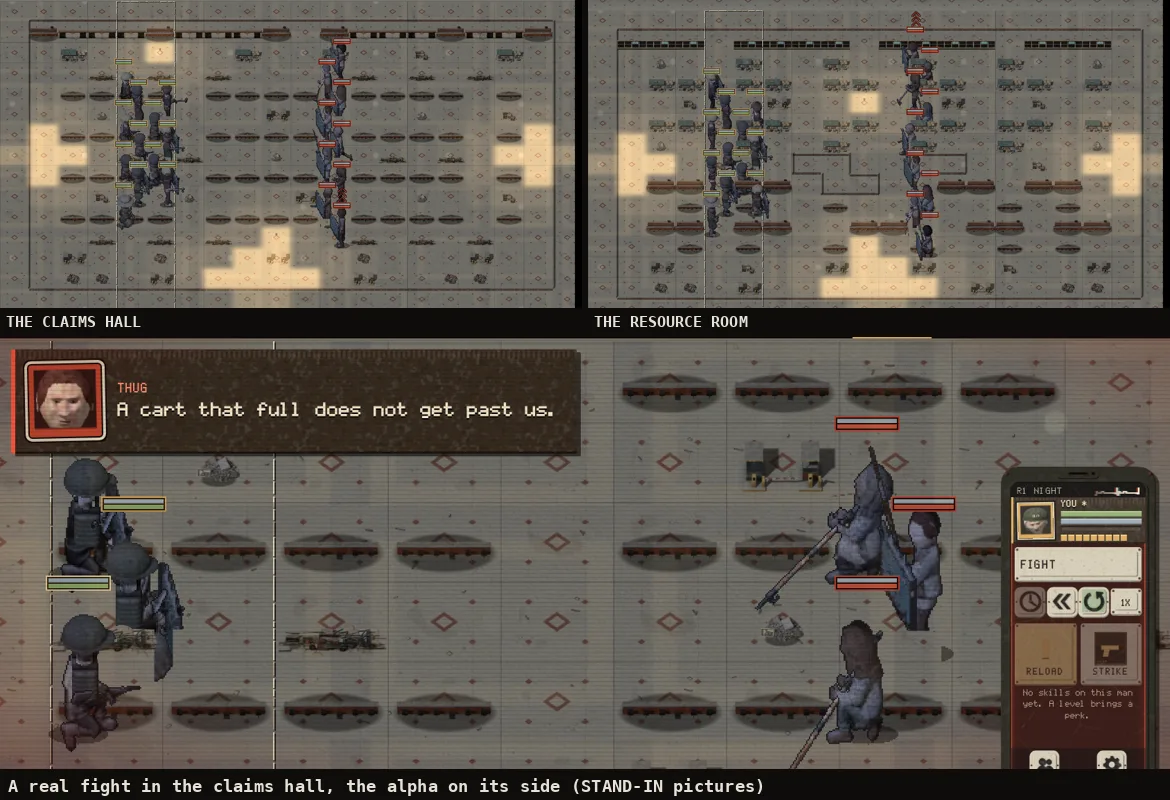 THE CLAIMS HALL
THE RESOURCE ROOM
THUG
A cart that full does not get past us.
R1 NIGHT
YOU *
FIGHT
1X
RELOAD
STRIKE
No skills on this man
yet. A level brings a
perk.
A real fight in the claims hall, the alpha on its side (STAND-IN pictures)